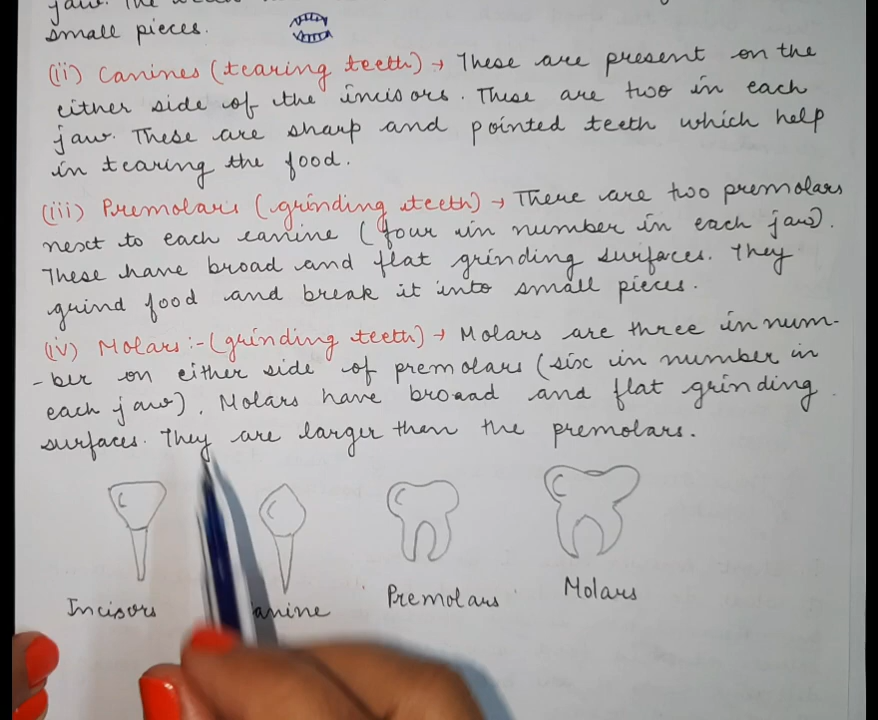 small pieces.
(ii) Canines (tearing teeth) → These are present on the
either side of the incisors. These are two in each
jaw. These are sharp and pointed teeth which help
in tearing the food.
(iii) Premolars (grinding teeth) → There are two premolars
next to each canine (four in number in each jaw).
These have broad and flat grinding surfaces. They
grind food and break it into small pieces.
(iv) Molars :- (grinding teeth) → Molars are three in num-
-ber on either side of premolars (six in number in
each jaw). Molars have broad and flat grinding
surfaces. They are larger then the premolars.
Incisors anine Premolars Molars